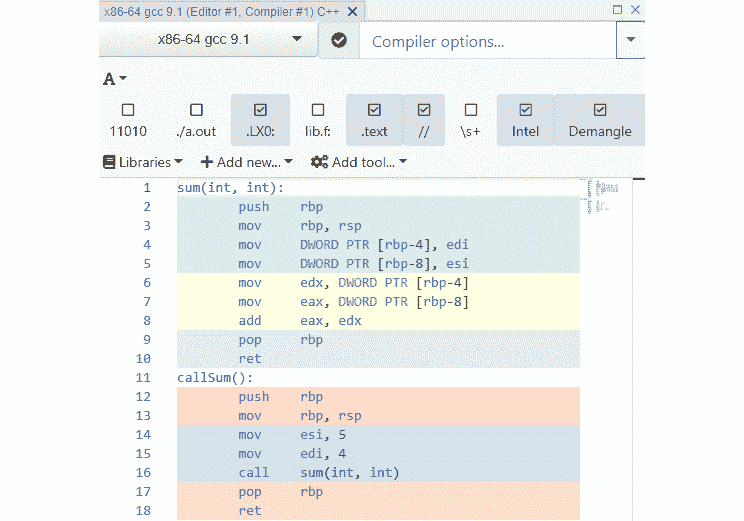 x86-64 gcc 9.1 (Editor #1, Compiler #1) C++ ✕
x86-64 gcc 9.1 Compiler options...
A
11010 ./a.out .LX0: lib.f: .text // \s+ Intel Demangle
Libraries + Add new... Add tool...
1 sum(int, int):
2 push rbp
3 mov rbp, rsp
4 mov DWORD PTR [rbp-4], edi
5 mov DWORD PTR [rbp-8], esi
6 mov edx, DWORD PTR [rbp-4]
7 mov eax, DWORD PTR [rbp-8]
8 add eax, edx
9 pop rbp
10 ret
11 callSum():
12 push rbp
13 mov rbp, rsp
14 mov esi, 5
15 mov edi, 4
16 call sum(int, int)
17 pop rbp
18 ret